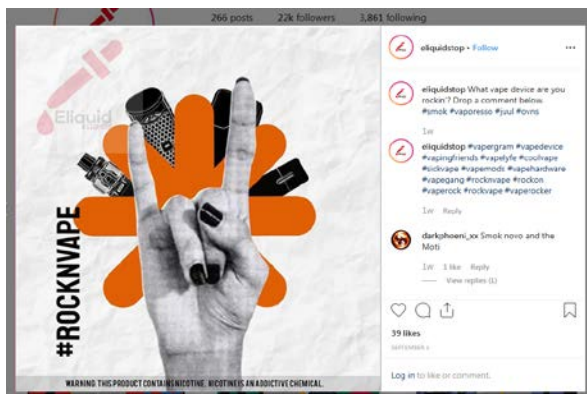 266 posts 22k followers 3,861 following
Eliquid
#ROCKNVAPE
WARNING: THIS PRODUCT CONTAINS NICOTINE. NICOTINE IS AN ADDICTIVE CHEMICAL.
eliquidstop • Follow
eliquidstop What vape device are you
rockin'? Drop a comment below
#smok #vaporesso #juul #ovns
1w
eliquidstop #vapergram #vapedevice
#vapingfriends #vapelyfe #coolvape
#sickvape #vapemods #vapehardware
#vapegang #rocknvape #rockon
#vaperock #rockvape #vaperocker
1w Reply
darkphoeni_xx Smok novo and the
Moti
1w 1 like Reply
View replies (1)
39 likes
Log in to like or comment.